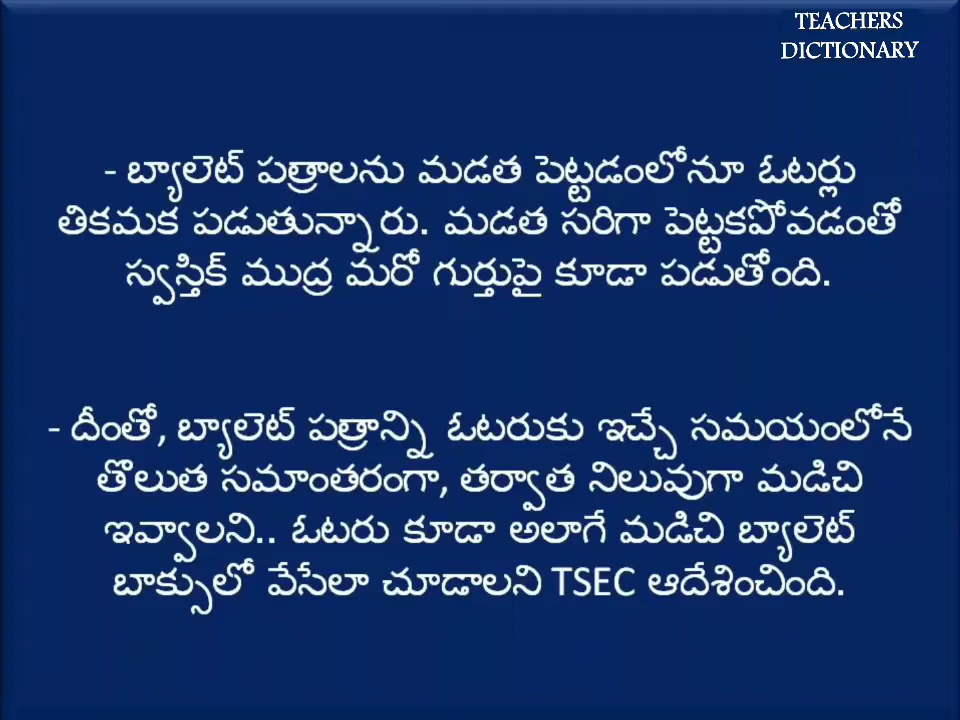 TEACHERS
DICTIONARY
- బ్యాలెట్ పత్రాలను మడత పెట్టడంలోనూ ఓటర్లు
తికమక పడుతున్నారు. మడత సరిగా పెట్టకపోవడంతో
స్వస్తిక్ ముద్ర మరో గుర్తుపై కూడా పడుతోంది.
- దీంతో, బ్యాలెట్ పత్రాన్ని ఓటరుకు ఇచ్చే సమయంలోనే
తొలుత సమాంతరంగా, తర్వాత నిలువుగా మడిచి
ఇవ్వాలని.. ఓటరు కూడా అలాగే మడిచి బ్యాలెట్
బాక్సులో వేసేలా చూడాలని TSEC ఆదేశించింది.